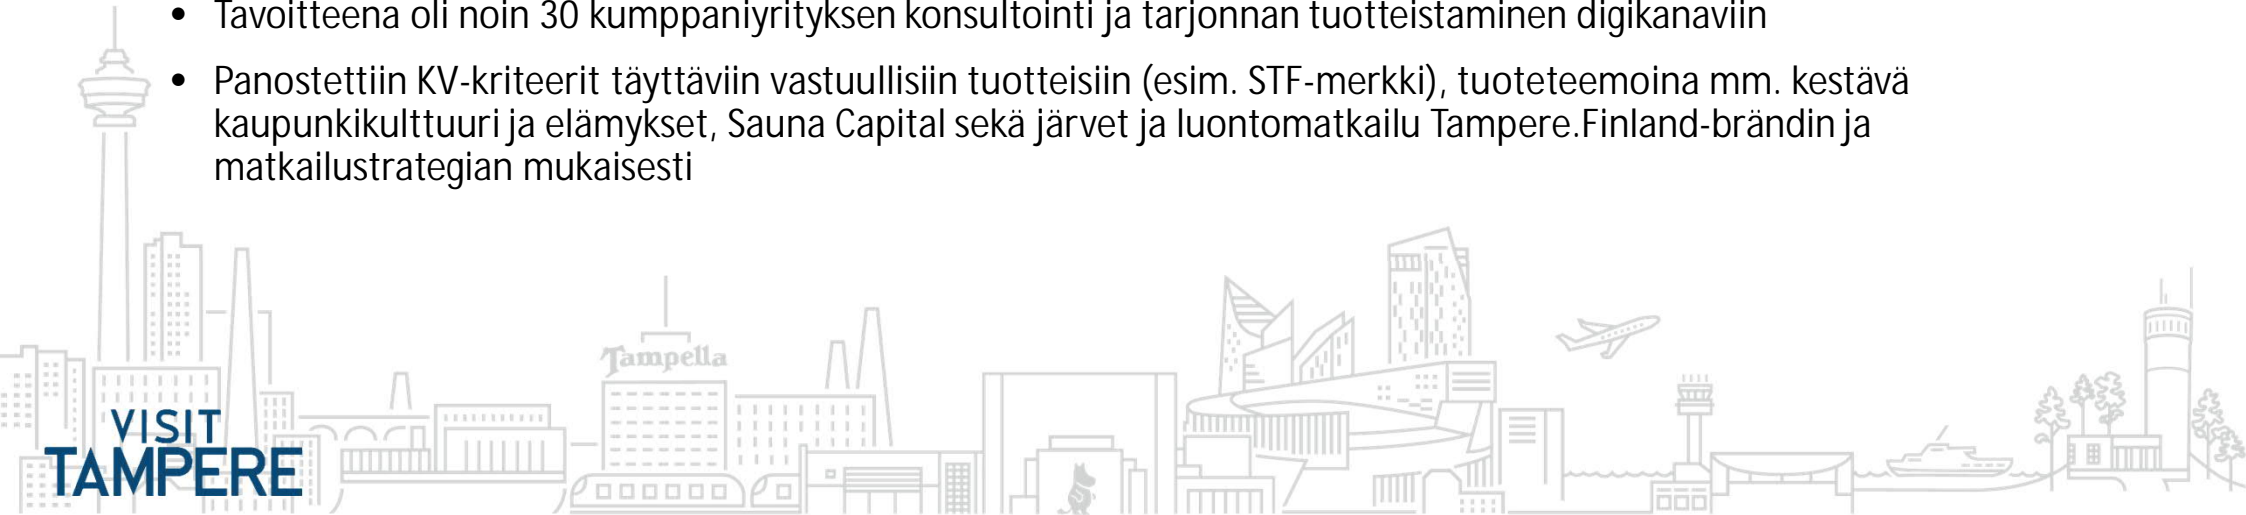 • Tavoitteena oli noin 30 kumppaniyrityksen konsultointi ja tarjonnan tuotteistaminen digikanaviin
• Panostettiin KV-kriteerit täyttäviin vastuullisiin tuotteisiin (esim. STF-merkki), tuoteteemoina mm. kestävä
kaupunkikulttuuri ja elämykset, Sauna Capital sekä järvet ja luontomatkailu Tampere.Finland-brändin ja
matkailustrategian mukaisesti
Tampella
VISIT
TAMPERE